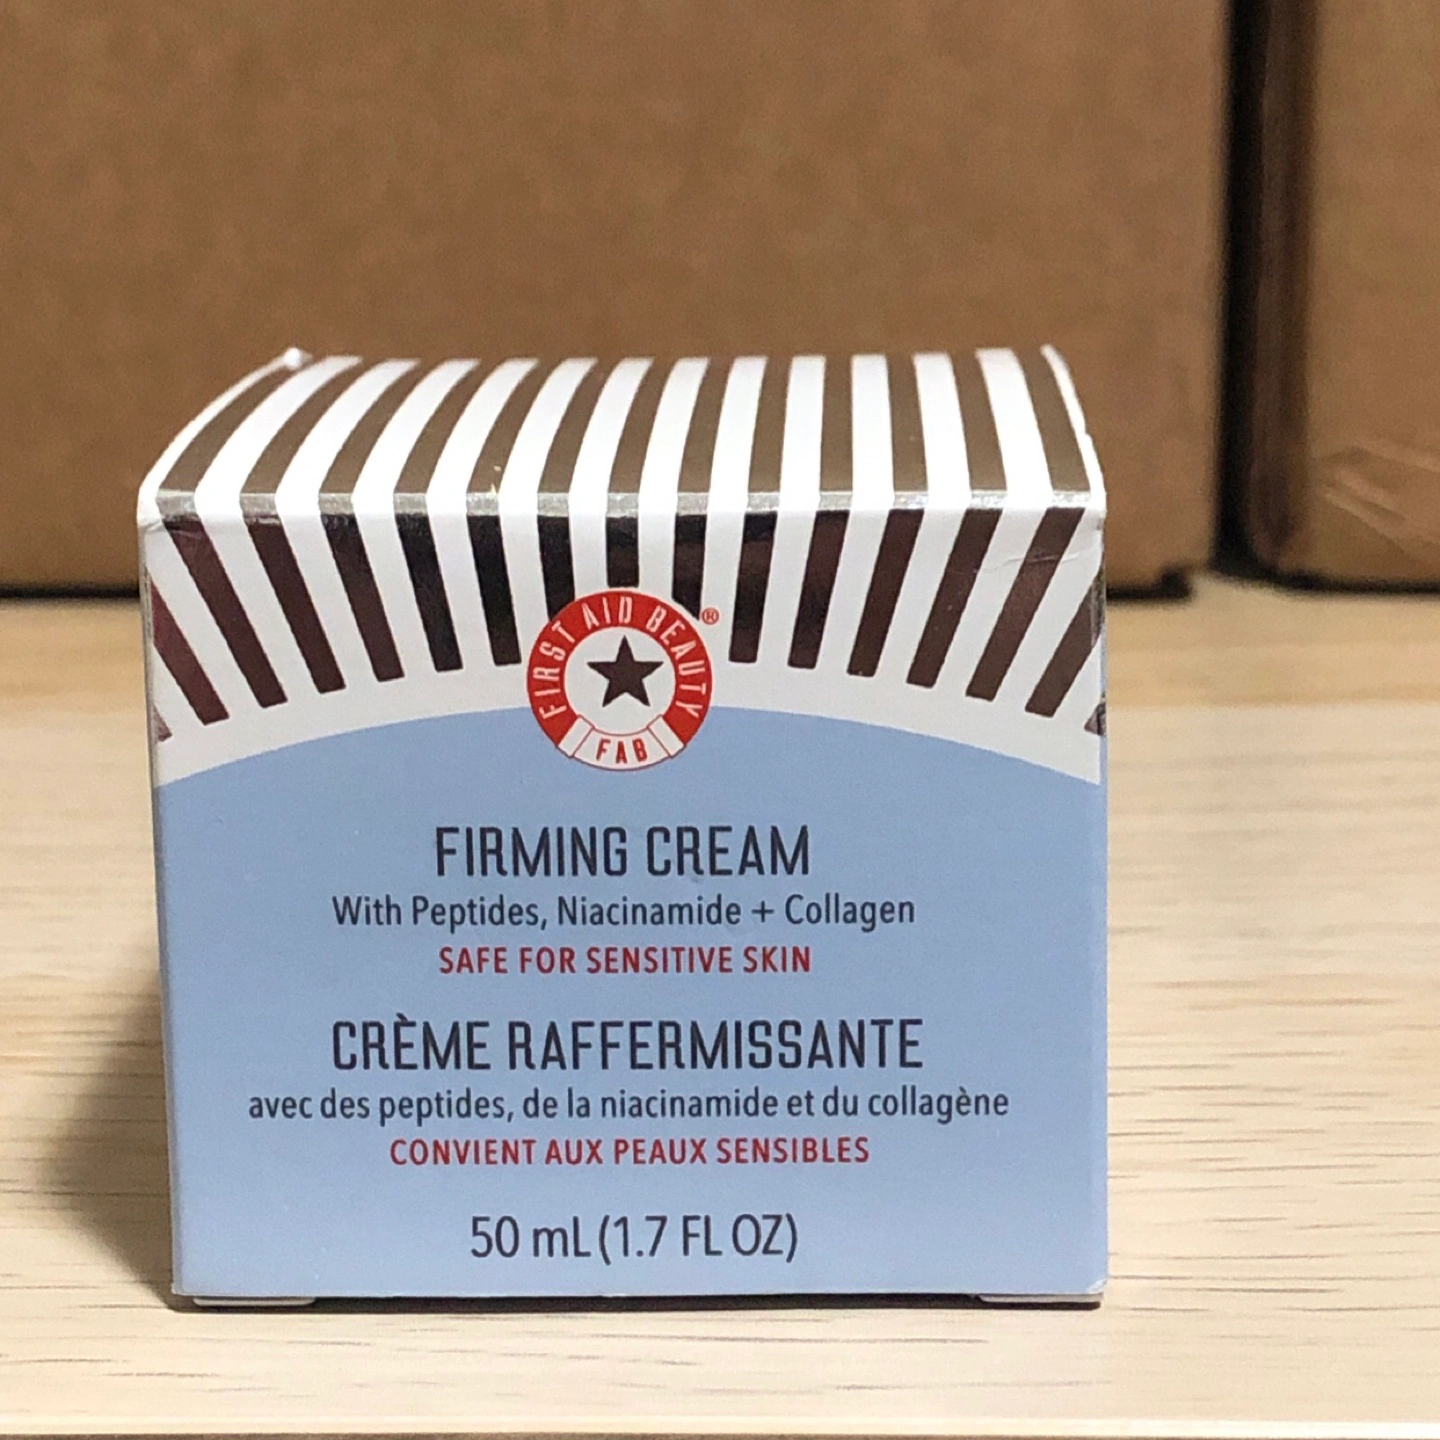 FIRST AID BEAUTY®
FAB
FIRMING CREAM
With Peptides, Niacinamide + Collagen
SAFE FOR SENSITIVE SKIN
CRÈME RAFFERMISSANTE
avec des peptides, de la niacinamide et du collagène
CONVIENT AUX PEAUX SENSIBLES
50 mL (1.7 FL OZ)